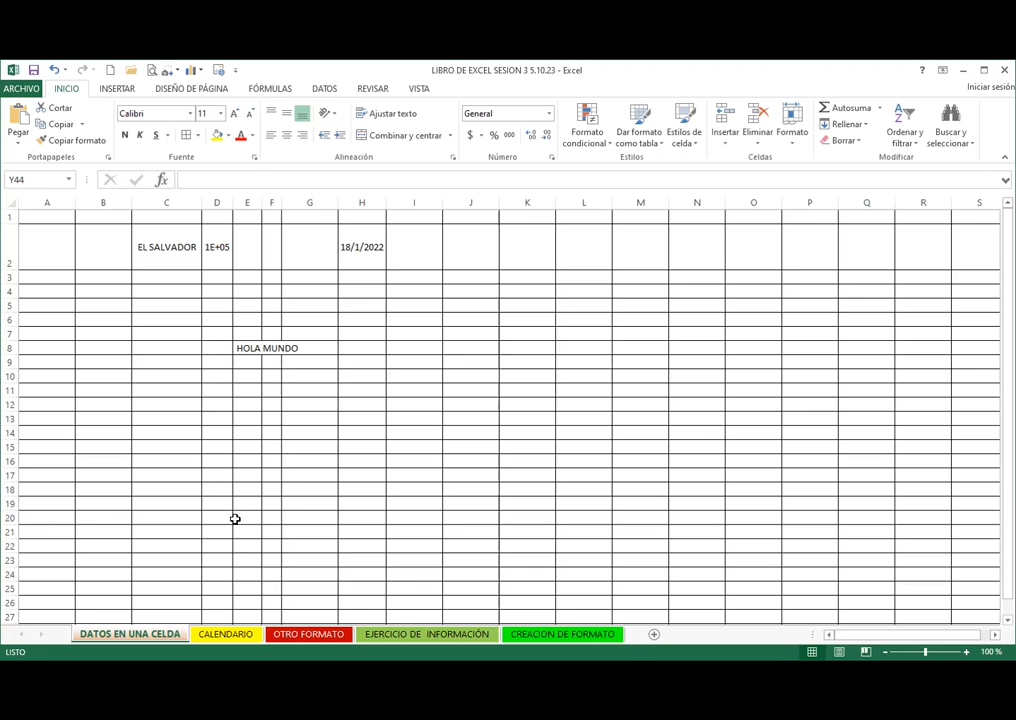 LIBRO DE EXCEL SESION 3 5.10.23 - Excel
ARCHIVO INICIO INSERTAR DISEÑO DE PÁGINA FÓRMULAS DATOS REVISAR VISTA Iniciar sesión
Pegar
Cortar
Copiar
Copiar formato
Portapapeles
Calibri 11
N K S
Fuente
Ajustar texto
Combinar y centrar
Alineación
General
$ % 000
Número
Formato condicional
Dar formato como tabla
Estilos de celda
Estilos
Insertar Eliminar Formato
Celdas
Autosuma
Rellenar
Borrar
Ordenar y filtrar
Buscar y seleccionar
Modificar
Y44 fx
A B C D E F G H I J K L M N O P Q R S
1
2 EL SALVADOR 1E+05 18/1/2022
3
4
5
6
7
8 HOLA MUNDO
9
10
11
12
13
14
15
16
17
18
19
20
21
22
23
24
25
26
27
DATOS EN UNA CELDA CALENDARIO OTRO FORMATO EJERCICIO DE INFORMACIÓN CREACION DE FORMATO
LISTO 100 %